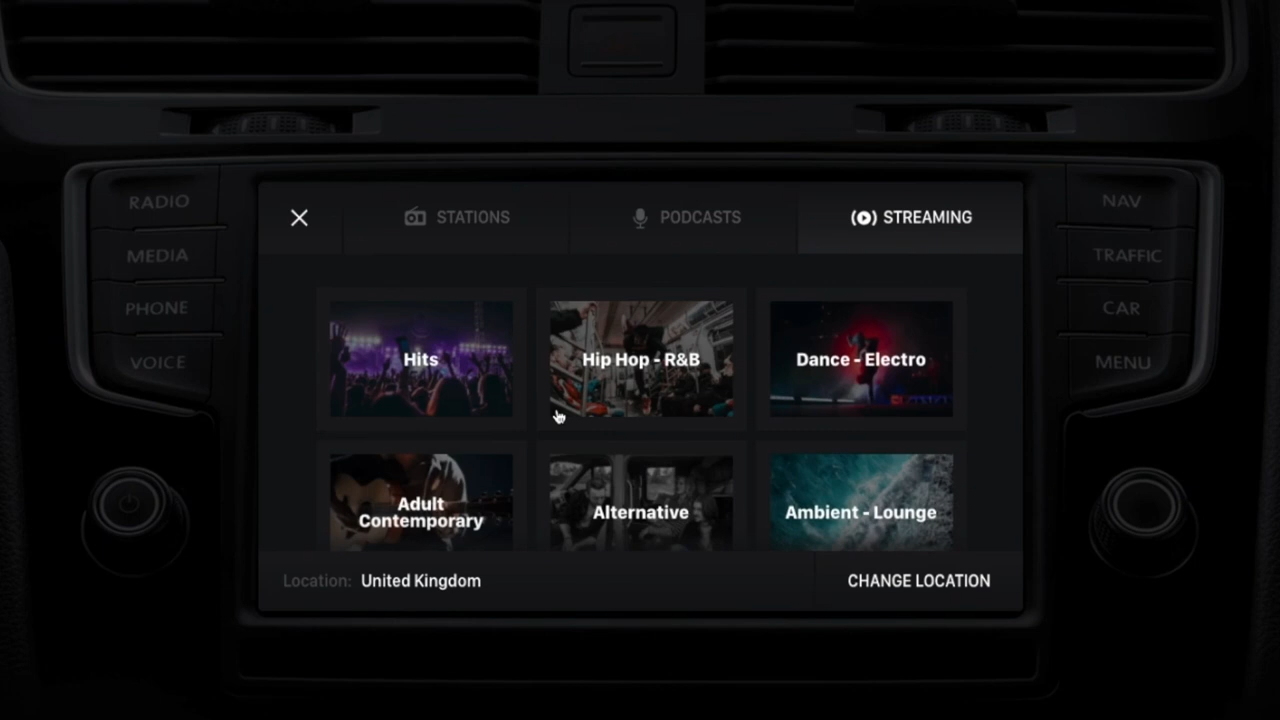 RADIO
MEDIA
PHONE
VOICE
NAV
TRAFFIC
CAR
MENU
STATIONS
PODCASTS
STREAMING
Hits
Hip Hop - R&B
Dance - Electro
Adult
Contemporary
Alternative
Ambient - Lounge
Location: United Kingdom
CHANGE LOCATION